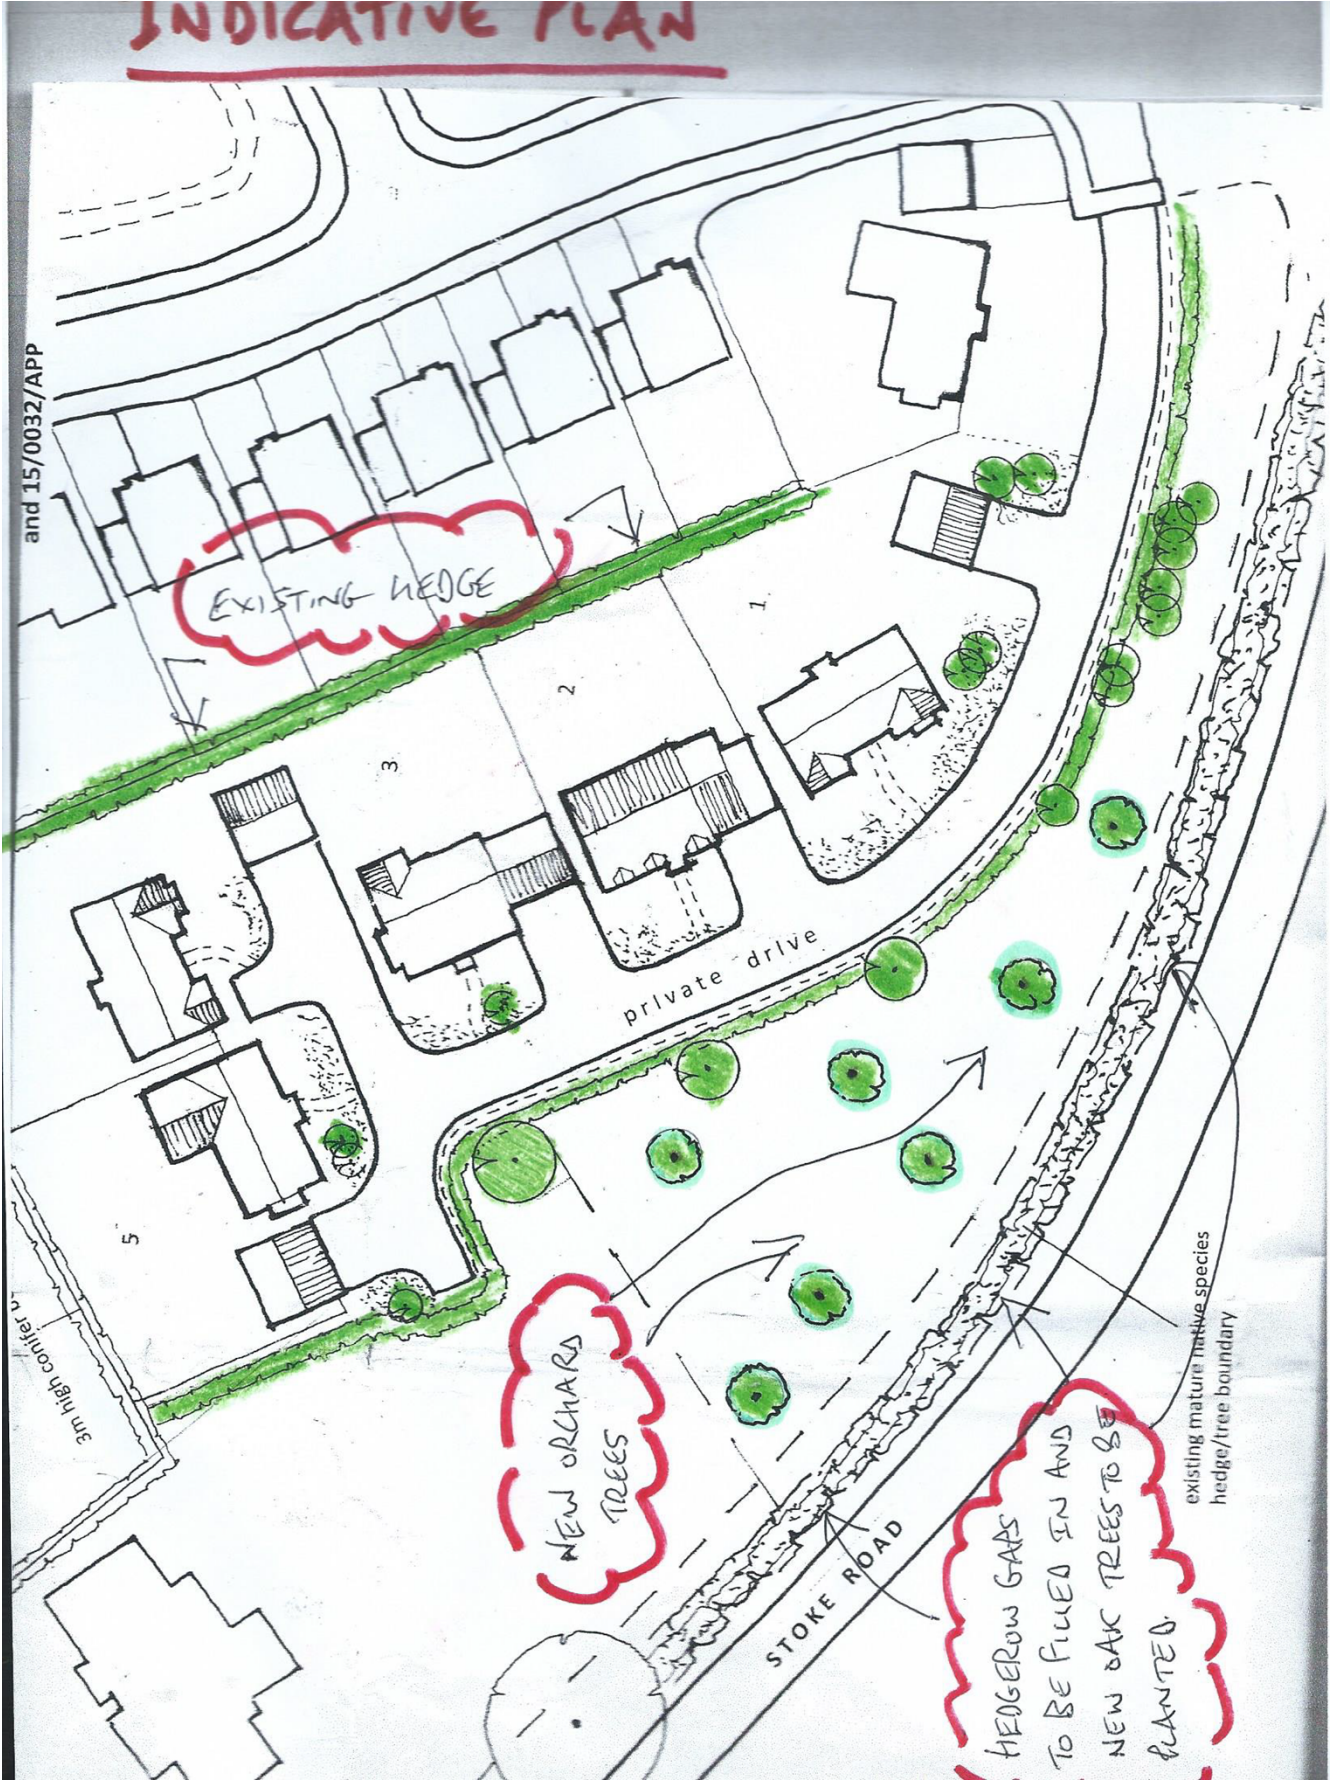 INDICATIVE PLAN
and 15/0032/APP
EXISTING HEDGE
1
2
3
5
private drive
3m high conifer
NEW ORCHARD
TREES
STOKE ROAD
existing mature native species
hedge/tree boundary
HEDGEROW GAPS
TO BE FILLED IN AND
NEW OAK TREES TO BE
PLANTED.